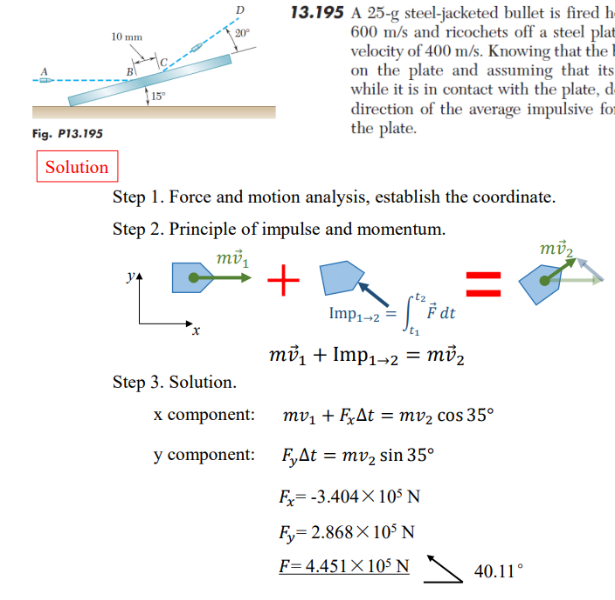 D
20°
10 mm
C
A
B
15°
Fig. P13.195
13.195 A 25-g steel-jacketed bullet is fired
600 m/s and ricochets off a steel
velocity of 400 m/s. Knowing that the
on the plate and assuming that its
while it is in contact with the plate,
direction of the average impulsive
the plate.
Solution
Step 1. Force and motion analysis, establish the coordinate.
Step 2. Principle of impulse and momentum.
mv⃗₁
+
=
mv⃗₂
y
x
Imp₁→₂ = ∫ₜ₁ᵗ² F⃗ dt
mv⃗₁ + Imp₁→₂ = mv⃗₂
Step 3. Solution.
x component: mv₁ + FₓΔt = mv₂ cos 35°
y component: F_yΔt = mv₂ sin 35°
Fₓ= -3.404×10⁵ N
F_y= 2.868×10⁵ N
F=4.451×10⁵ N 40.11°